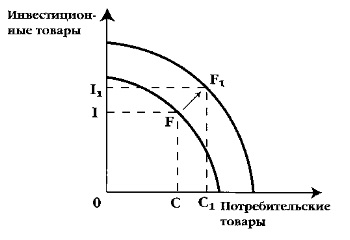 Инвестицион-
ные товары
I₁
F₁
I
F
0
C
C₁
Потребительские
товары